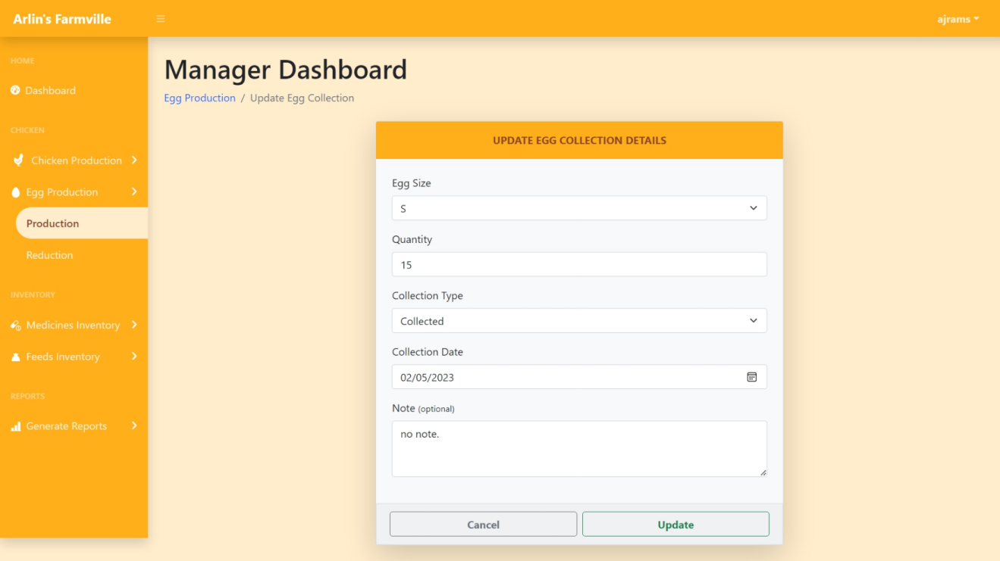 Arlin's Farmville
ajrams
HOME
Dashboard
CHICKEN
Chicken Production
Egg Production
Production
Reduction
INVENTORY
Medicines Inventory
Feeds Inventory
REPORTS
Generate Reports
Manager Dashboard
Egg Production / Update Egg Collection
UPDATE EGG COLLECTION DETAILS
Egg Size
S
Quantity
15
Collection Type
Collected
Collection Date
02/05/2023
Note (optional)
no note.
Cancel
Update